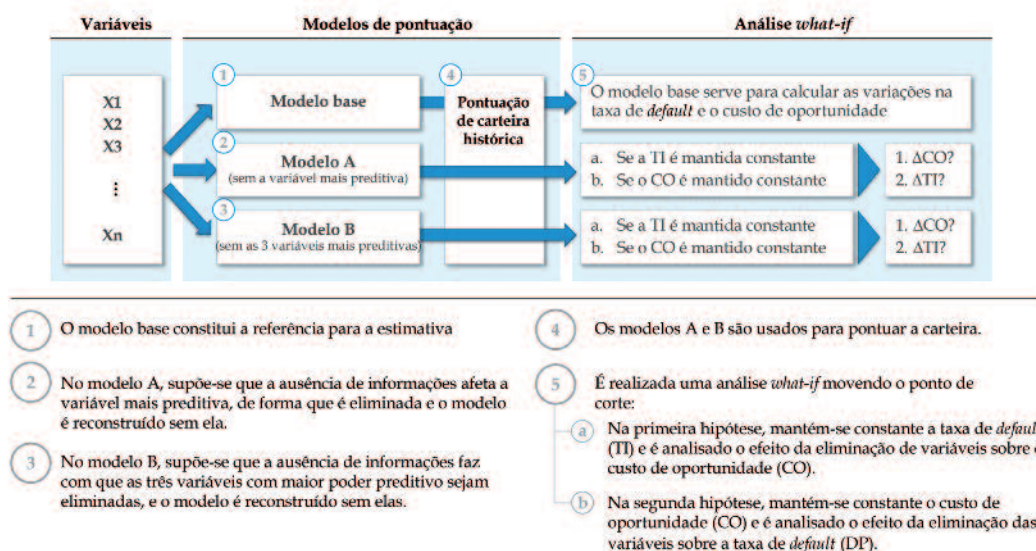 Variáveis
Modelos de pontuação
Análise what-if
X1
X2
X3
⋮
Xn
1
Modelo base
2
Modelo A
(sem a variável mais preditiva)
3
Modelo B
(sem as 3 variáveis mais preditivas)
4
Pontuação
de carteira
histórica
5
O modelo base serve para calcular as variações na
taxa de default e o custo de oportunidade
a. Se a TI é mantida constante
b. Se o CO é mantido constante
1. ΔCO?
2. ΔTI?
a. Se a TI é mantida constante
b. Se o CO é mantido constante
1. ΔCO?
2. ΔTI?
1
O modelo base constitui a referência para a estimativa
2
No modelo A, supõe-se que a ausência de informações afeta a
variável mais preditiva, de forma que é eliminada e o modelo
é reconstruído sem ela.
3
No modelo B, supõe-se que a ausência de informações faz
com que as três variáveis com maior poder preditivo sejam
eliminadas, e o modelo é reconstruído sem elas.
4
Os modelos A e B são usados para pontuar a carteira.
5
É realizada uma análise what-if movendo o ponto de
corte:
a
Na primeira hipótese, mantém-se constante a taxa de defaul
(TI) e é analisado o efeito da eliminação de variáveis sobre
custo de oportunidade (CO).
b
Na segunda hipótese, mantém-se constante o custo de
oportunidade (CO) e é analisado o efeito da eliminação das
variáveis sobre a taxa de default (DP).